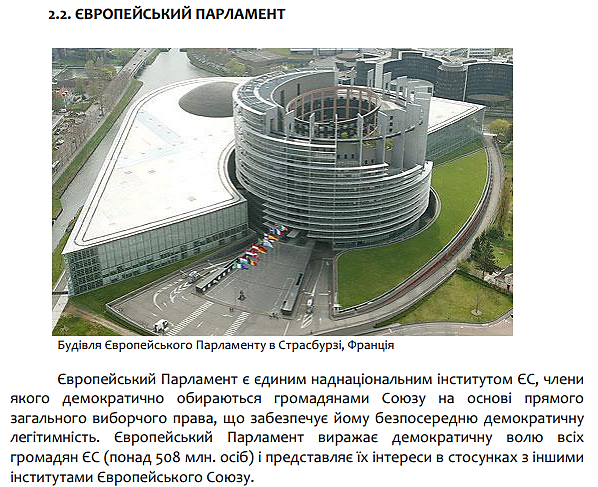 2.2. ЄВРОПЕЙСЬКИЙ ПАРЛАМЕНТ
Будівля Європейського Парламенту в Страсбурзі, Франція
Європейський Парламент є єдиним наднаціональним інститутом ЄС, члени
якого демократично обираються громадянами Союзу на основі прямого
загального виборчого права, що забезпечує йому безпосередню демократичну
легітимність. Європейський Парламент виражає демократичну волю всіх
громадян ЄС (понад 508 млн. осіб) і представляє їх інтереси в стосунках з іншими
інститутами Європейського Союзу.